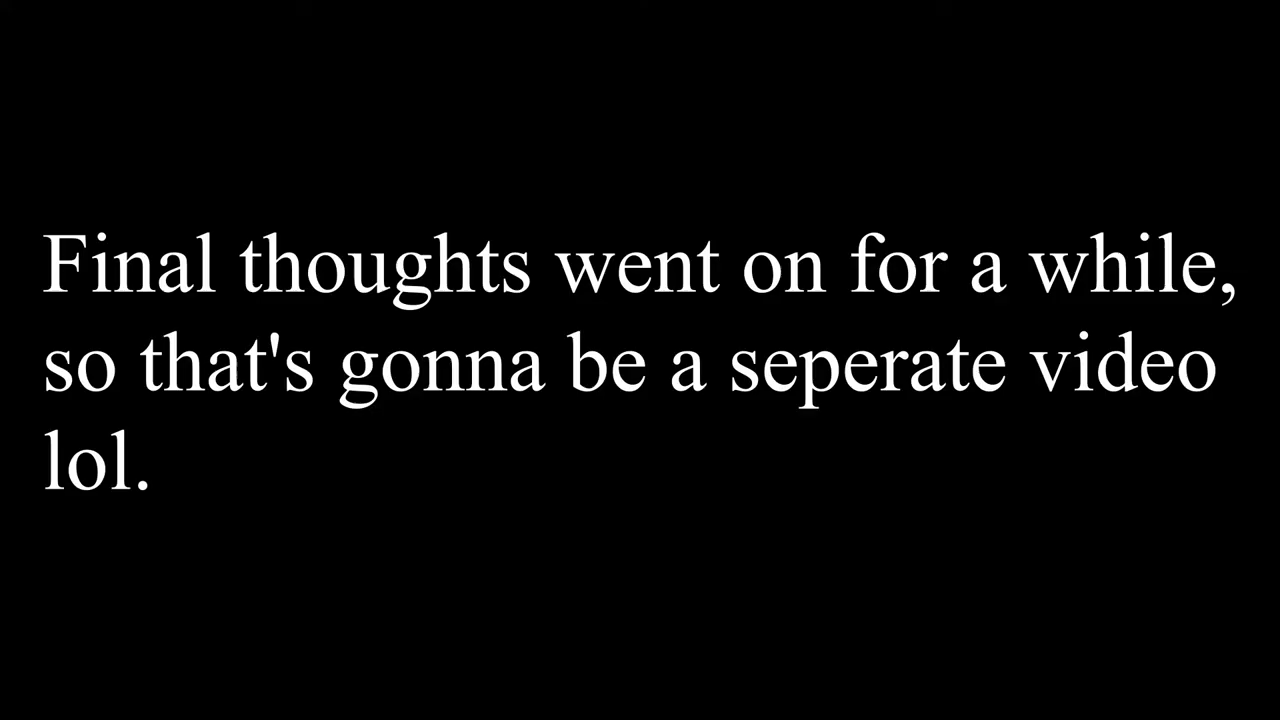 Final thoughts went on for a while,
so that's gonna be a seperate video
lol.